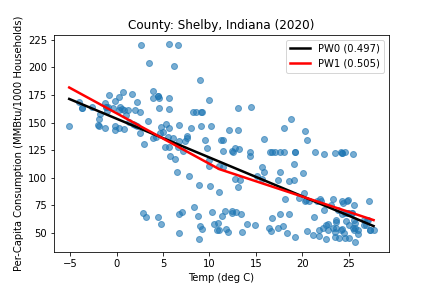 County: Shelby, Indiana (2020)
Per-Capita Consumption (MMBtu/1000 Households)
225
200
175
150
125
100
75
50
PW0 (0.497)
PW1 (0.505)
−5 0 5 10 15 20 25
Temp (deg C)